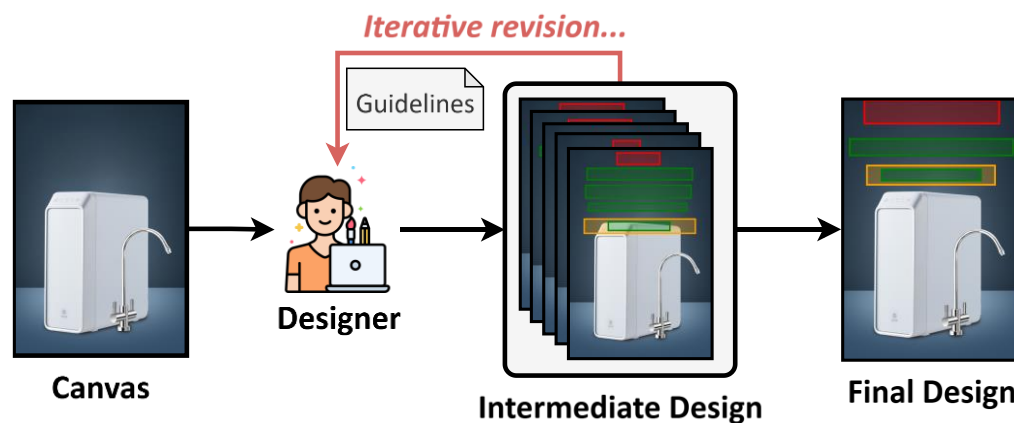 Iterative revision...
Guidelines
Designer
Canvas
Intermediate Design
Final Design